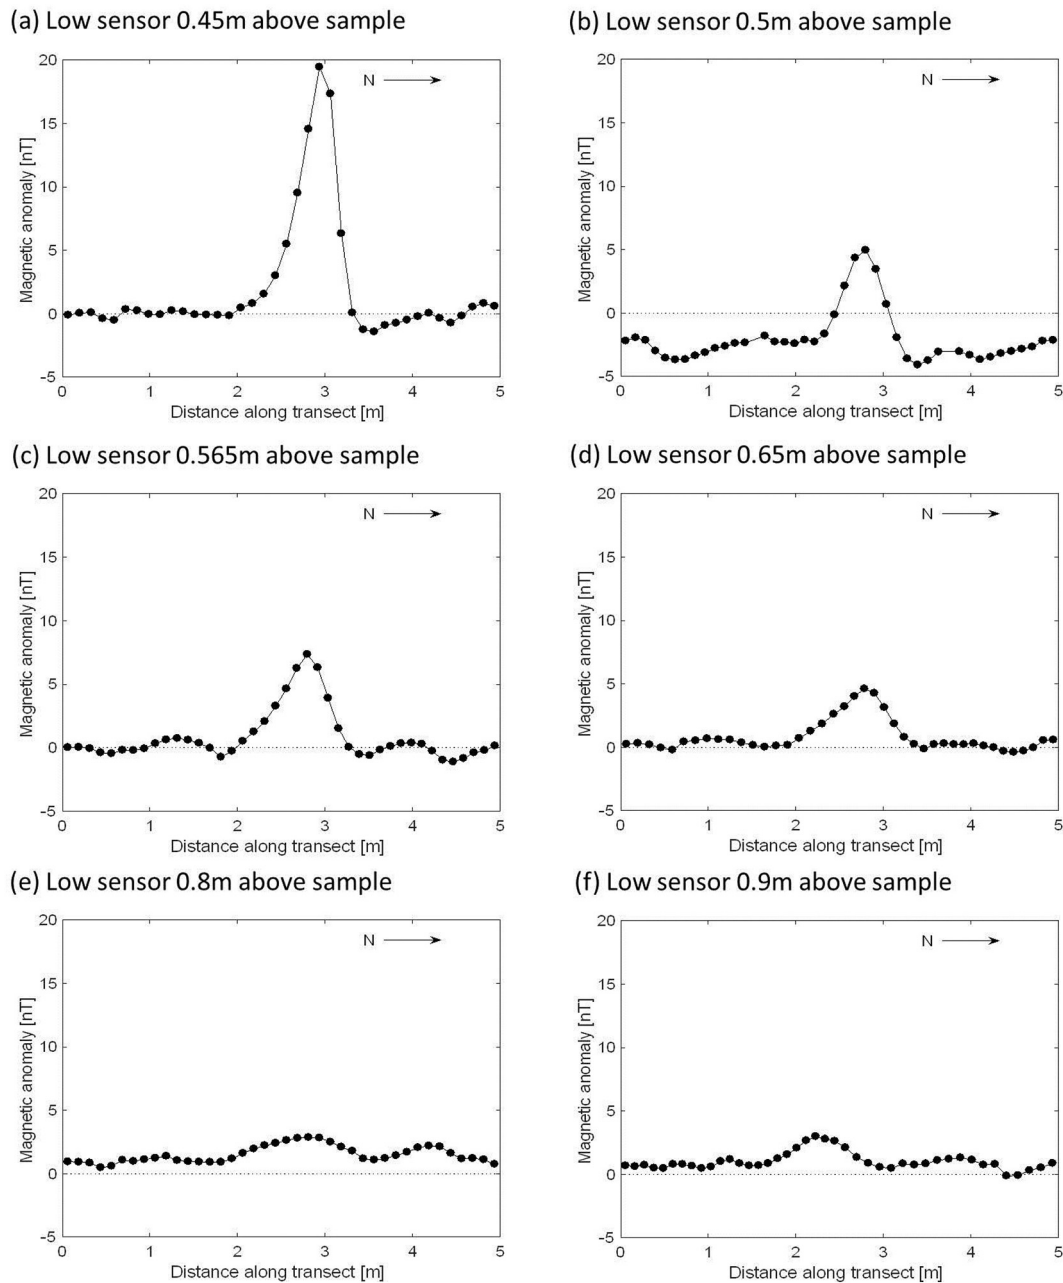 (a) Low sensor 0.45m above sample
20
15
10
5
0
-5
Magnetic anomaly [nT]
N
0 1 2 3 4 5
Distance along transect [m]
(b) Low sensor 0.5m above sample
20
15
10
5
0
-5
Magnetic anomaly [nT]
N
0 1 2 3 4 5
Distance along transect [m]
(c) Low sensor 0.565m above sample
20
15
10
5
0
-5
Magnetic anomaly [nT]
N
0 1 2 3 4 5
Distance along transect [m]
(d) Low sensor 0.65m above sample
20
15
10
5
0
-5
Magnetic anomaly [nT]
N
0 1 2 3 4 5
Distance along transect [m]
(e) Low sensor 0.8m above sample
20
15
10
5
0
-5
Magnetic anomaly [nT]
N
0 1 2 3 4 5
Distance along transect [m]
(f) Low sensor 0.9m above sample
20
15
10
5
0
-5
Magnetic anomaly [nT]
N
0 1 2 3 4 5
Distance along transect [m]